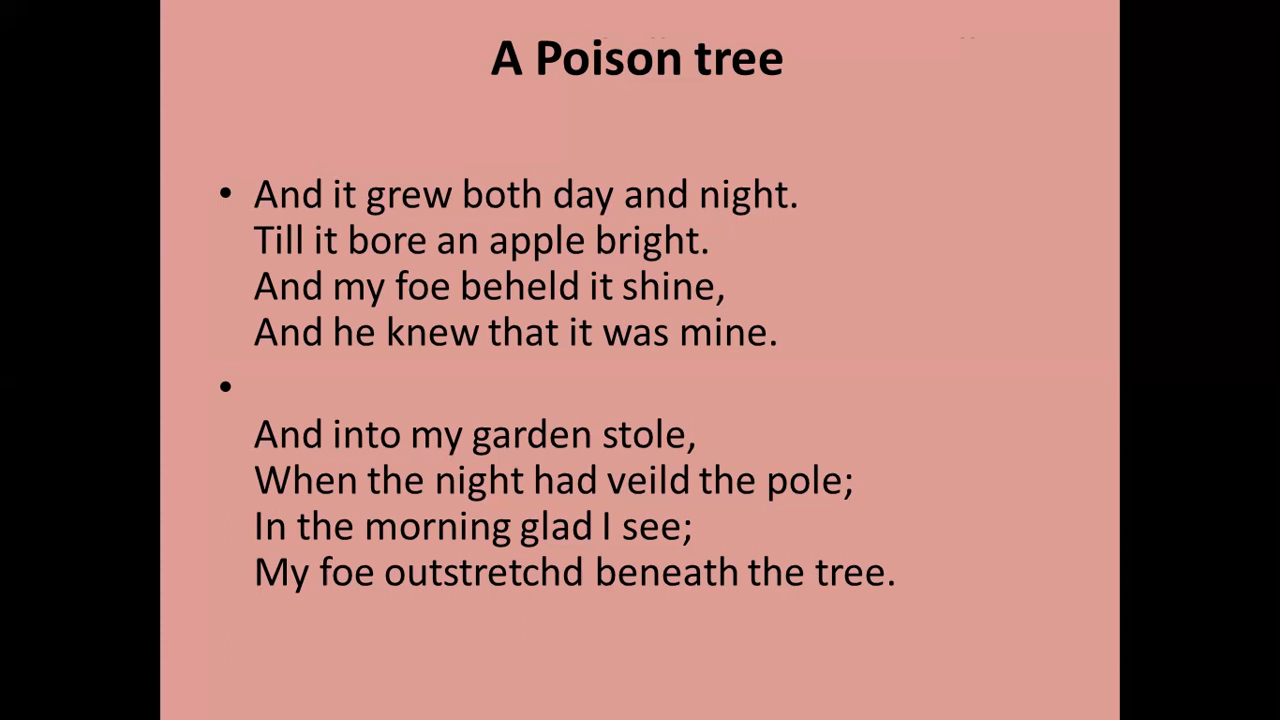 A Poison tree
• And it grew both day and night.
Till it bore an apple bright.
And my foe beheld it shine,
And he knew that it was mine.
•
And into my garden stole,
When the night had veild the pole;
In the morning glad I see;
My foe outstretchd beneath the tree.